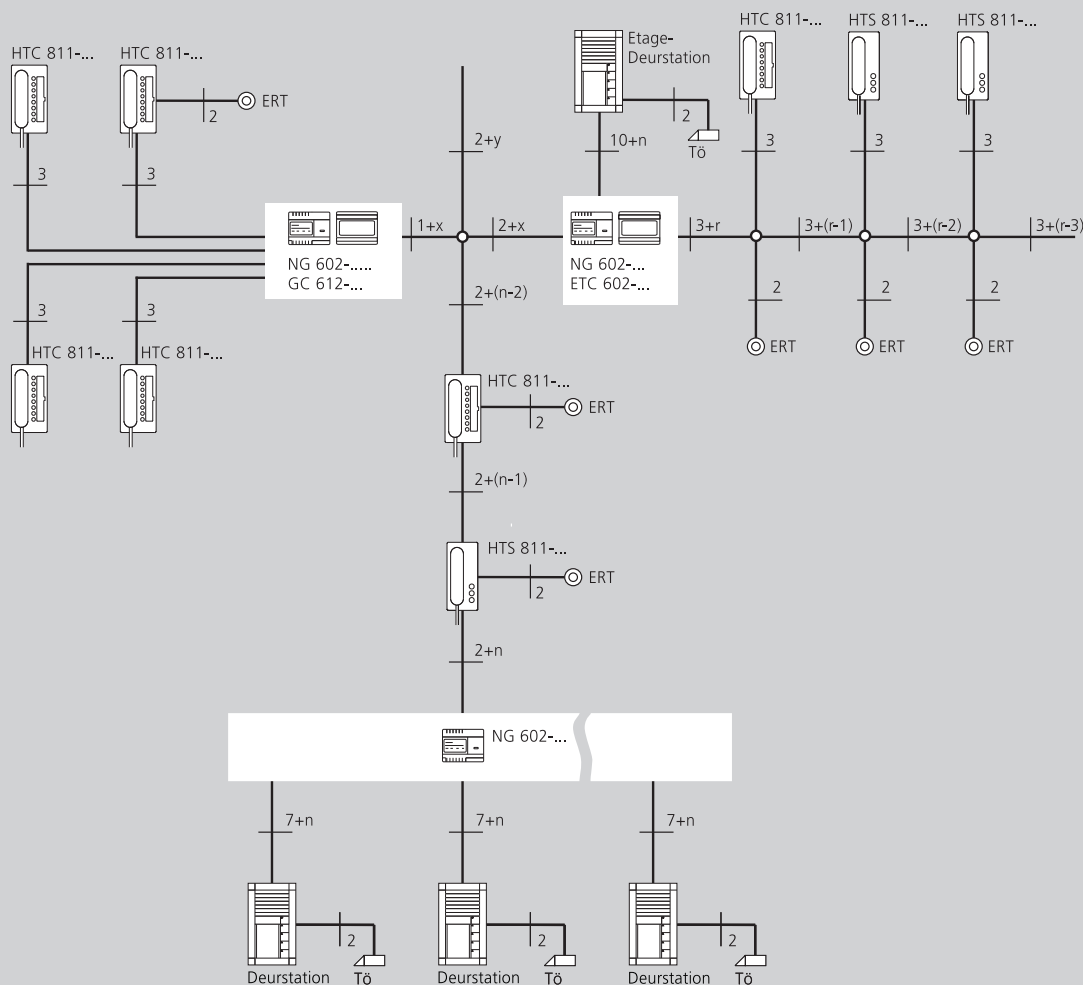 HTC 811-...
HTC 811-...
2
ERT
3
3
Etage-
Deurstation
2
Tö
10+n
HTC 811-...
HTS 811-...
HTS 811-...
3
3
3
2+y
1+x
2+x
3+r
3+(r-1)
3+(r-2)
3+(r-3)
NG 602-.....
GC 612-...
NG 602-...
ETC 602-...
2+(n-2)
2
2
2
ERT
ERT
ERT
3
3
HTC 811-...
HTC 811-...
HTC 811-...
2
ERT
2+(n-1)
HTS 811-...
2
ERT
2+n
NG 602-...
7+n
7+n
7+n
2
2
2
Deurstation
Tö
Deurstation
Tö
Deurstation
Tö